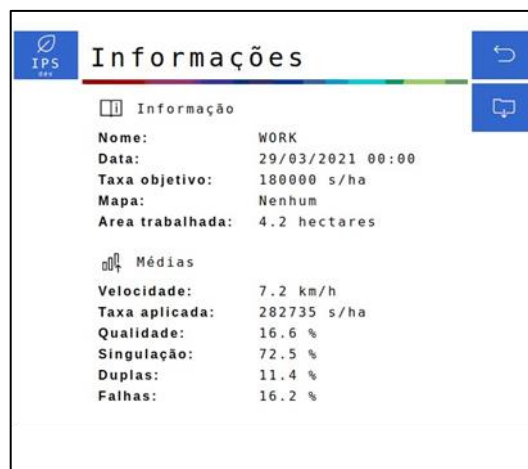 IPS
dev
Informações
Informação
Nome: WORK
Data: 29/03/2021 00:00
Taxa objetivo: 180000 s/ha
Mapa: Nenhum
Area trabalhada: 4.2 hectares
Médias
Velocidade: 7.2 km/h
Taxa aplicada: 282735 s/ha
Qualidade: 16.6 %
Singulação: 72.5 %
Duplas: 11.4 %
Falhas: 16.2 %